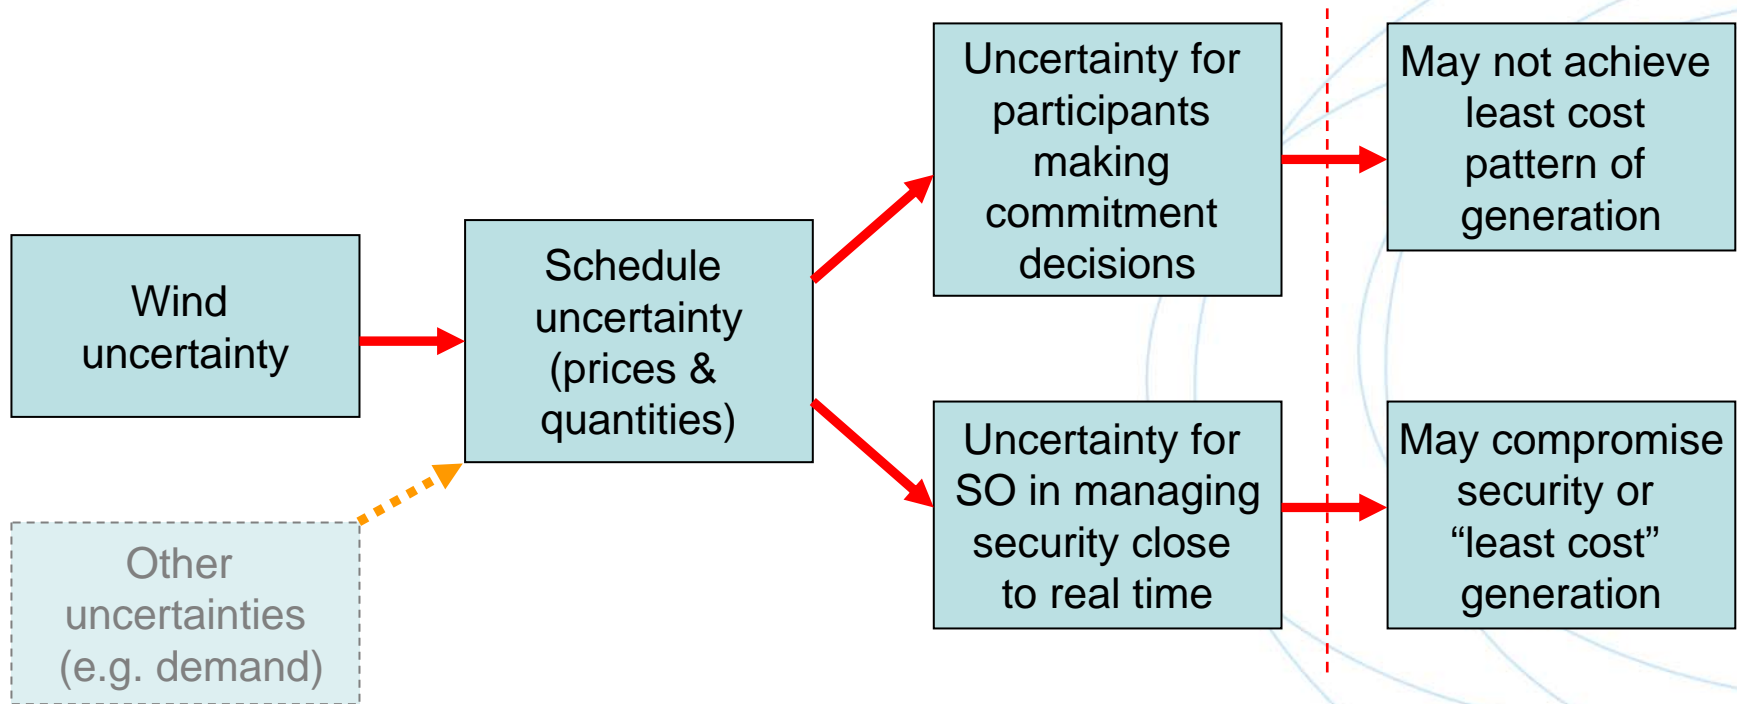 Wind
uncertainty
Other
uncertainties
(e.g. demand)
Schedule
uncertainty
(prices &
quantities)
Uncertainty for
participants
making
commitment
decisions
Uncertainty for
SO in managing
security close
to real time
May not achieve
least cost
pattern of
generation
May compromise
security or
“least cost”
generation